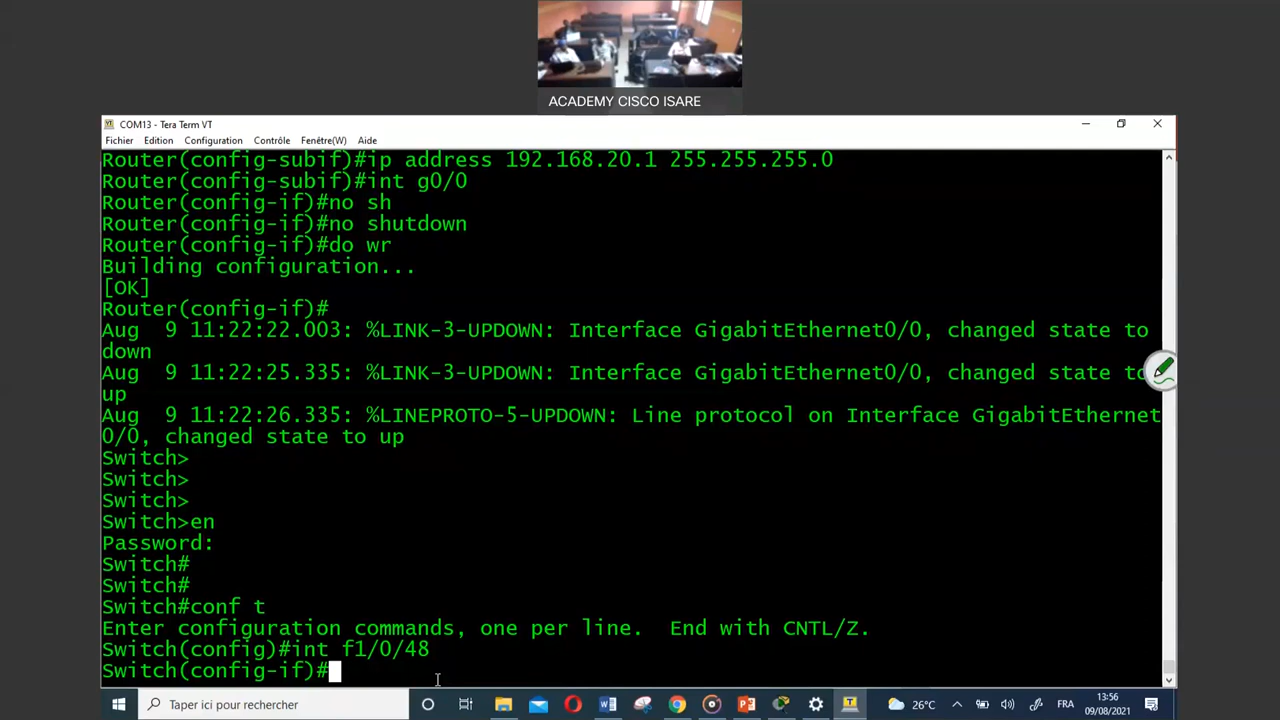 ACADEMY CISCO ISARE
COM13 - Tera Term VT
Fichier Edition Configuration Contrôle Fenêtre(W) Aide
Router(config-subif)#ip address 192.168.20.1 255.255.255.0
Router(config-subif)#int g0/0
Router(config-if)#no sh
Router(config-if)#no shutdown
Router(config-if)#do wr
Building configuration...
[OK]
Router(config-if)#
Aug  9 11:22:22.003: %LINK-3-UPDOWN: Interface GigabitEthernet0/0, changed state to
down
Aug  9 11:22:25.335: %LINK-3-UPDOWN: Interface GigabitEthernet0/0, changed state to
up
Aug  9 11:22:26.335: %LINEPROTO-5-UPDOWN: Line protocol on Interface GigabitEthernet
0/0, changed state to up
Switch>
Switch>
Switch>
Switch>en
Password:
Switch#
Switch#
Switch#conf t
Enter configuration commands, one per line.  End with CNTL/Z.
Switch(config)#int f1/0/48
Switch(config-if)#
Taper ici pour rechercher
26°C
FRA
13:56
09/08/2021